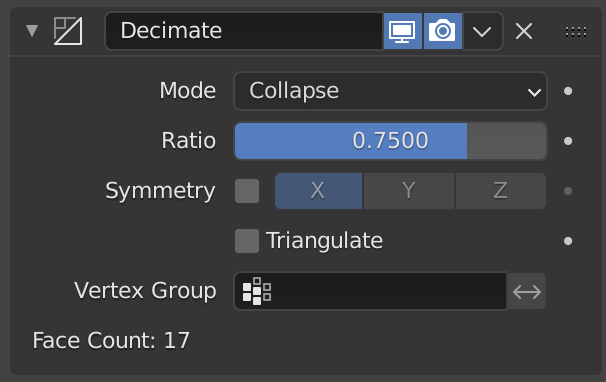 Decimate
Mode Collapse
Ratio 0.7500
Symmetry X Y Z
Triangulate
Vertex Group
Face Count: 17